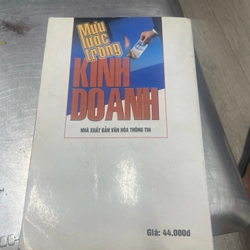 Mưu
lược
trong
KINH
DOANH
NHÀ XUẤT BẢN VĂN HÓA THÔNG TIN
Giá: 44.000đ